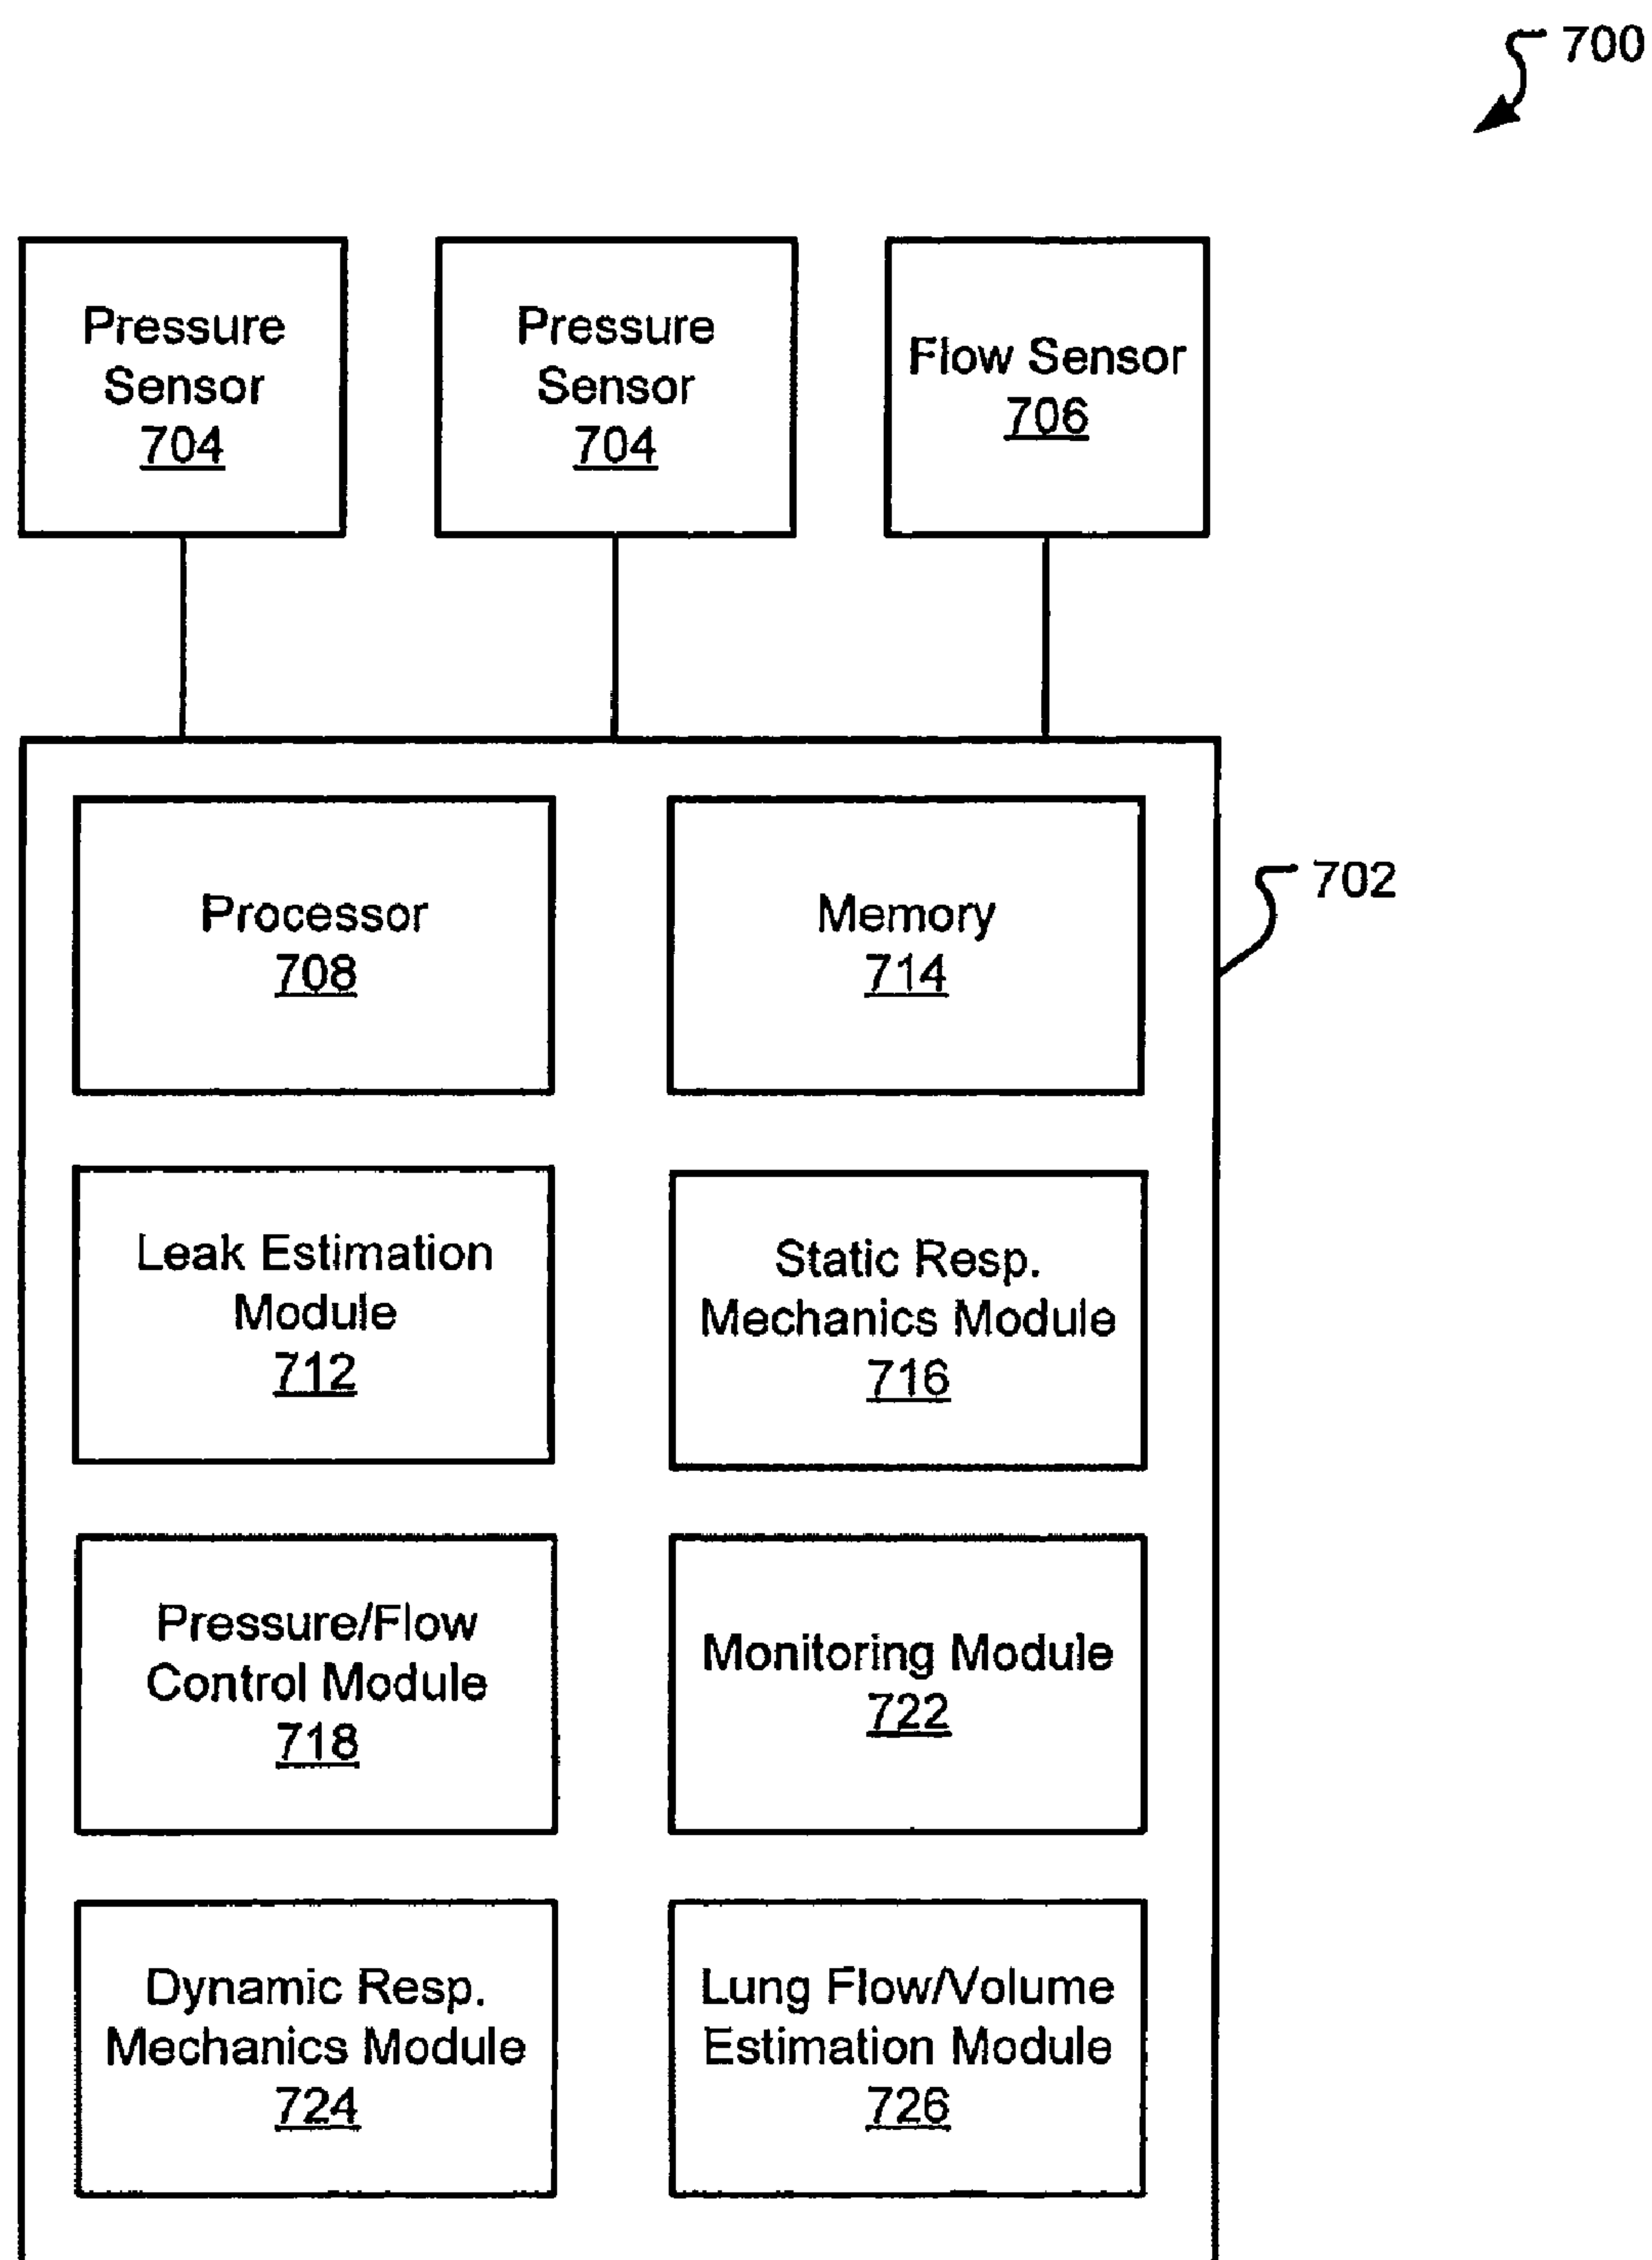 700
Pressure
Sensor
704
Pressure
Sensor
704
Flow Sensor
706
702
Processor
708
Memory
714
Leak Estimation
Module
712
Static Resp.
Mechanics Module
716
Pressure/Flow
Control Module
718
Monitoring Module
722
Dynamic Resp.
Mechanics Module
724
Lung Flow/Volume
Estimation Module
726